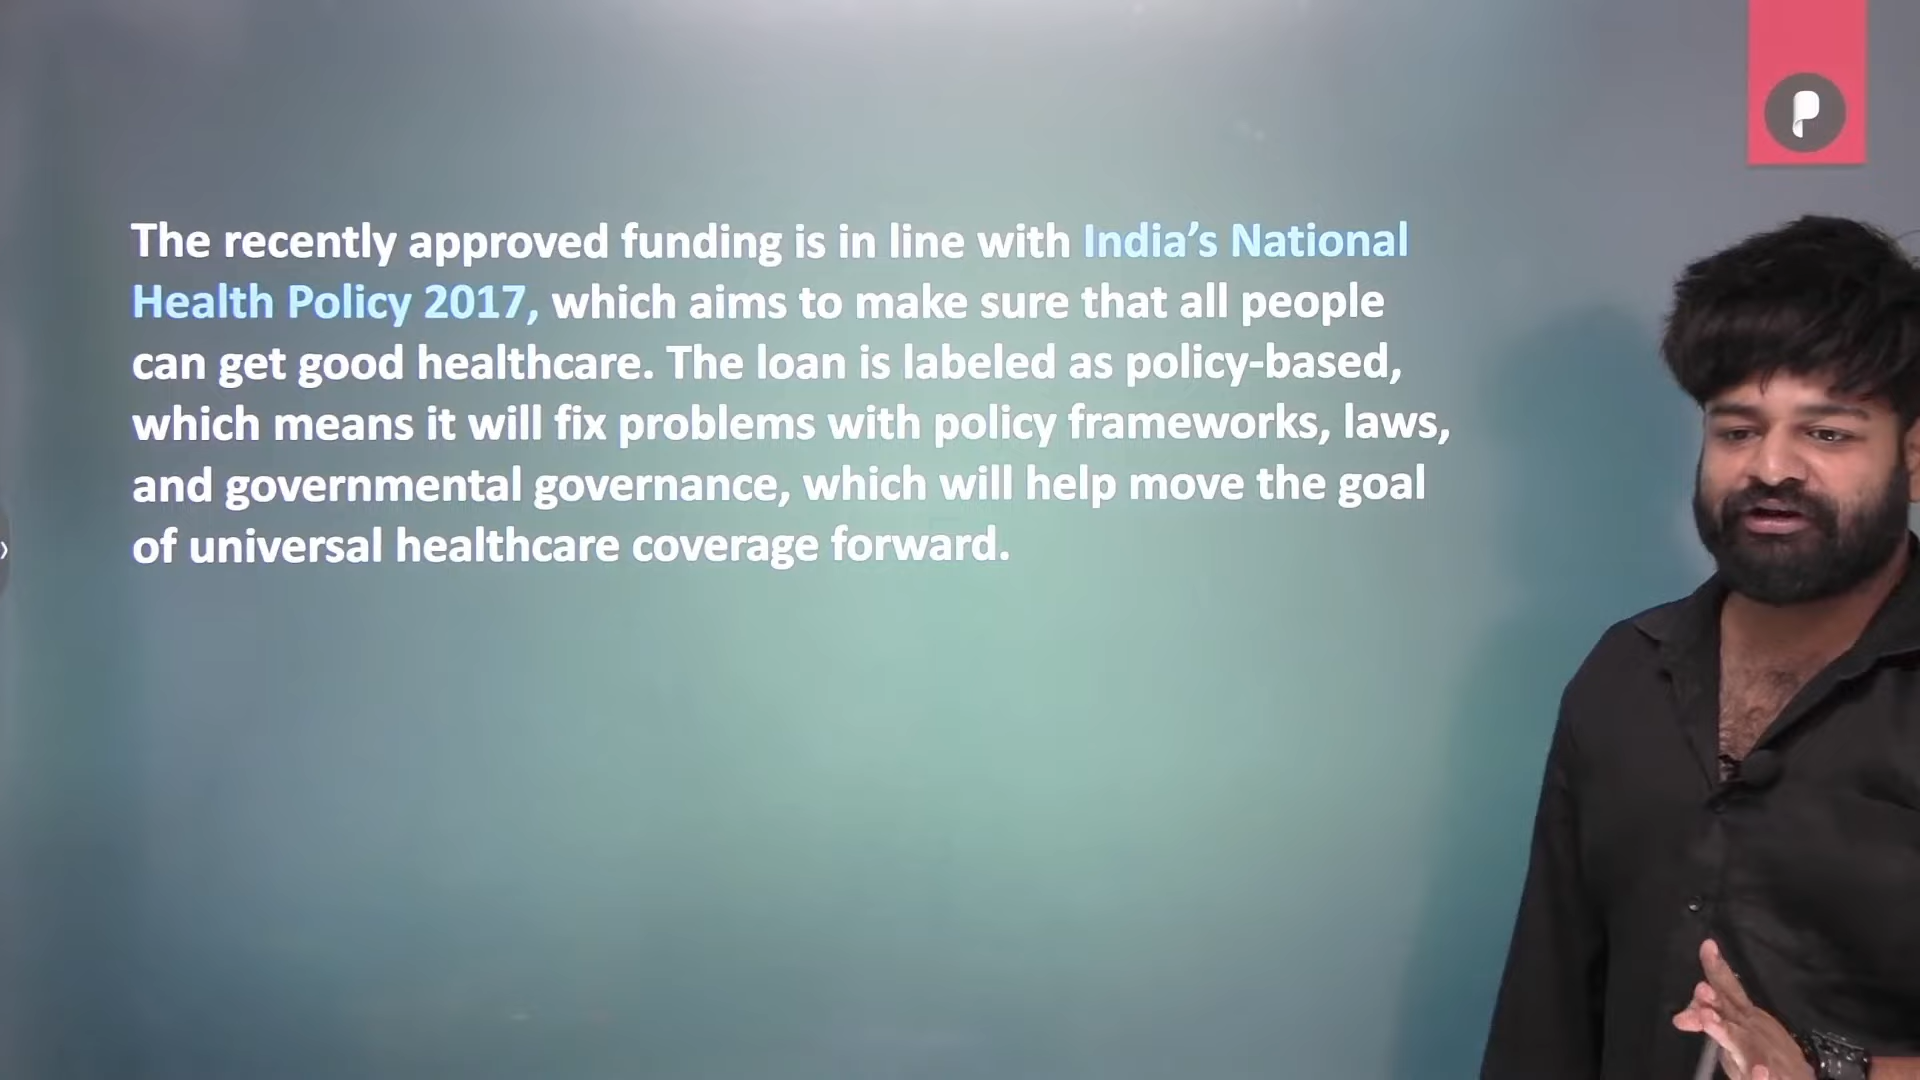 The recently approved funding is in line with India’s National
Health Policy 2017, which aims to make sure that all people
can get good healthcare. The loan is labeled as policy-based,
which means it will fix problems with policy frameworks, laws,
and governmental governance, which will help move the goal
of universal healthcare coverage forward.